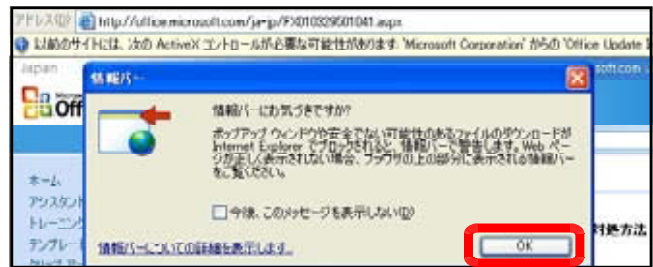 アドレス(D) http://office.microsoft.com/ja-jp/FX010329501041.aspx
以前のサイトには、次の ActiveX コントロールが必要な可能性があります: 'Microsoft Corporation' からの 'Office Update
Japan
soft.com
情報バー
Off
情報バーにお気づきですか?
ポップアップ ウィンドウや安全でない可能性のあるファイルのダウンロードが
Internet Explorer でブロックされると、情報バーで警告します。Web ペー
ジが正しく表示されない場合、ブラウザの上の部分に表示される情報バー
をご覧ください。
ホーム
アシスタント
トレーニング
テンプレート
今後、このメッセージを表示しない(D)
対処方法
情報バーについての詳細を表示します...
OK